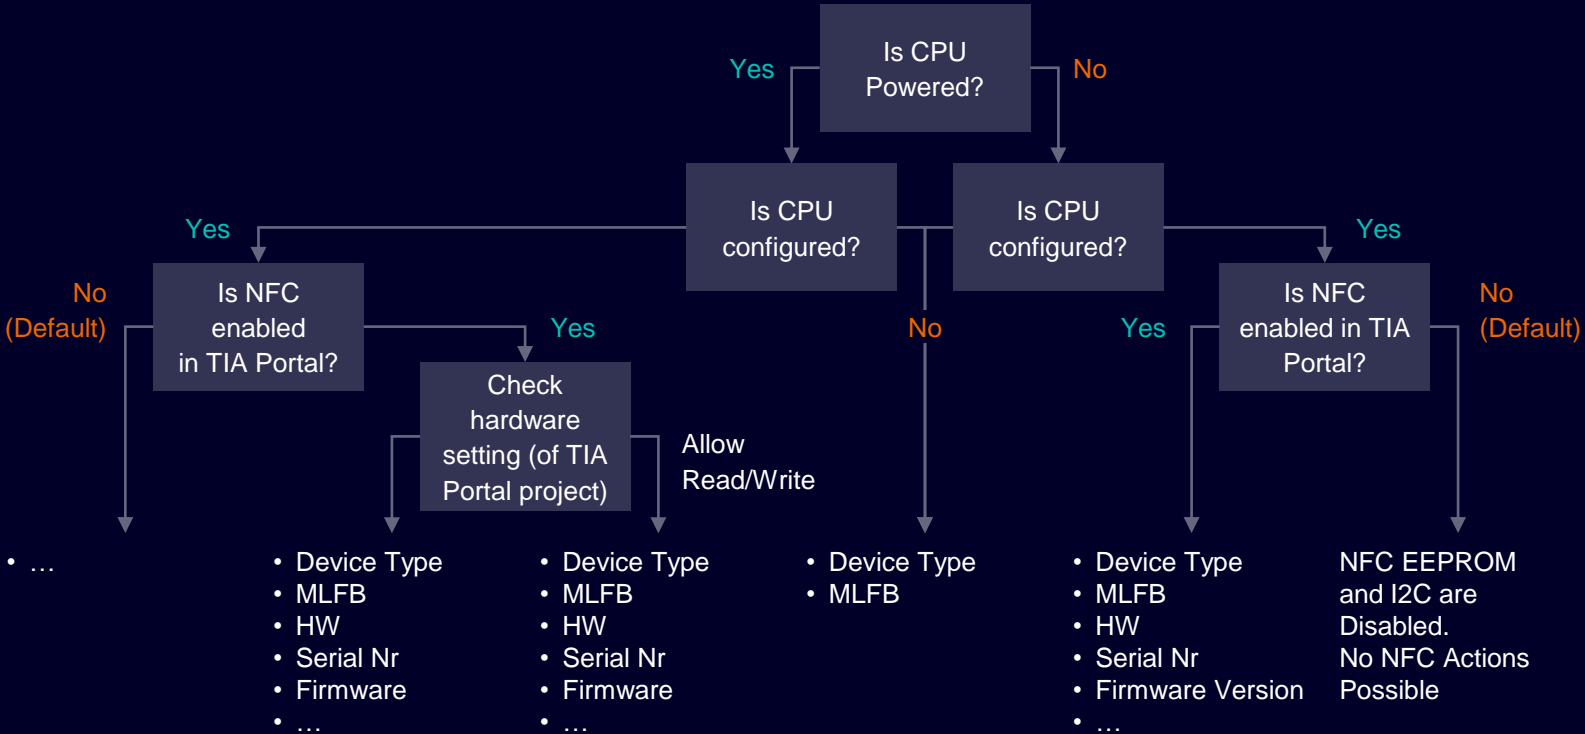 Is CPU
Powered?
Yes
No
Is CPU
configured?
Is CPU
configured?
Yes
Yes
Is NFC
enabled
in TIA Portal?
No
(Default)
Yes
No
Yes
Is NFC
enabled in TIA
Portal?
No
(Default)
Check
hardware
setting (of TIA
Portal project)
Allow
Read/Write
• …
• Device Type
• MLFB
• HW
• Serial Nr
• Firmware
• …
• Device Type
• MLFB
• HW
• Serial Nr
• Firmware
• …
• Device Type
• MLFB
• Device Type
• MLFB
• HW
• Serial Nr
• Firmware Version
• …
NFC EEPROM
and I2C are
Disabled.
No NFC Actions
Possible